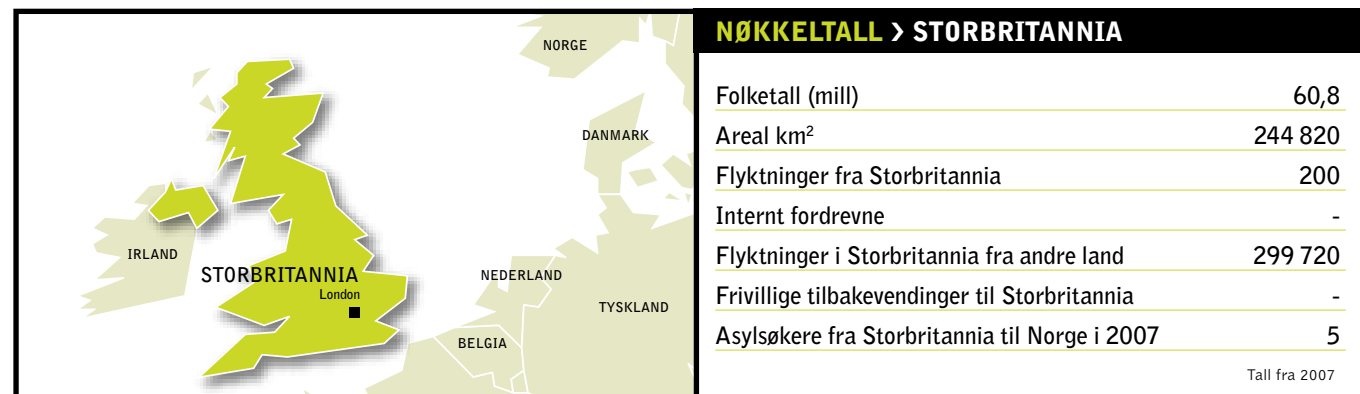 NORGE
DANMARK
IRLAND
STORBRITANNIA
London
NEDERLAND
TYSKLAND
BELGIA
NØKKELTALL › STORBRITANNIA
Folketall (mill) 60,8
Areal km² 244 820
Flyktninger fra Storbritannia 200
Internt fordrevne -
Flyktninger i Storbritannia fra andre land 299 720
Frivillige tilbakevendinger til Storbritannia -
Asylsøkere fra Storbritannia til Norge i 2007 5
Tall fra 2007